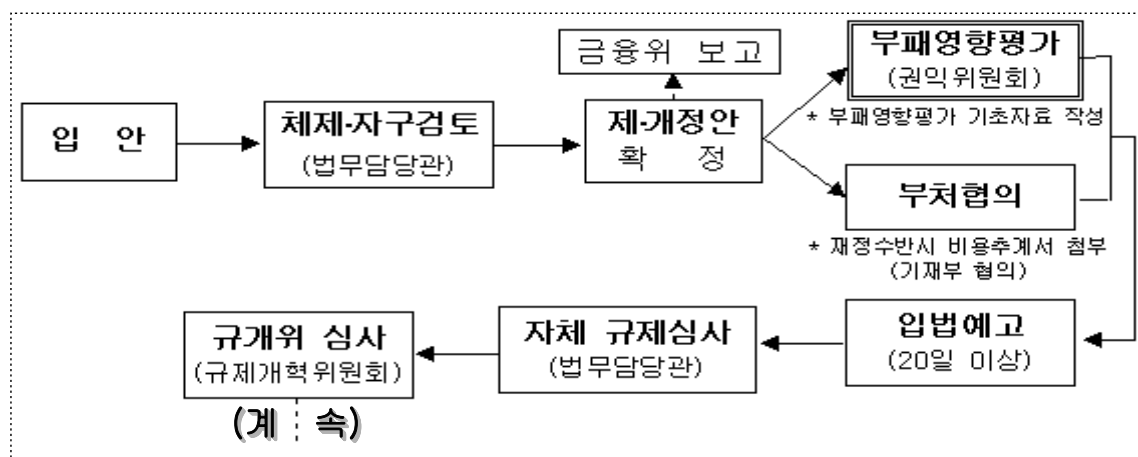 금융위 보고
부패영향평가
(권익위원회)
* 부패영향평가 기초자료 작성
입 안
체제·자구검토
(법무담당관)
제·개정안
확 정
부처협의
* 재정수반시 비용추계서 첨부
(기재부 협의)
규개위 심사
(규제개혁위원회)
자체 규제심사
(법무담당관)
입법예고
(20일 이상)
(계 속)